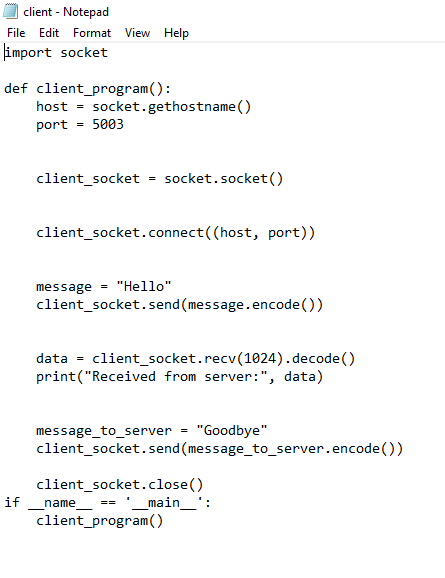 client - Notepad
File Edit Format View Help
import socket
def client_program():
    host = socket.gethostname()
    port = 5003
    client_socket = socket.socket()
    client_socket.connect((host, port))
    message = "Hello"
    client_socket.send(message.encode())
    data = client_socket.recv(1024).decode()
    print("Received from server:", data)
    message_to_server = "Goodbye"
    client_socket.send(message_to_server.encode())
    client_socket.close()
if __name__ == '__main__':
    client_program()